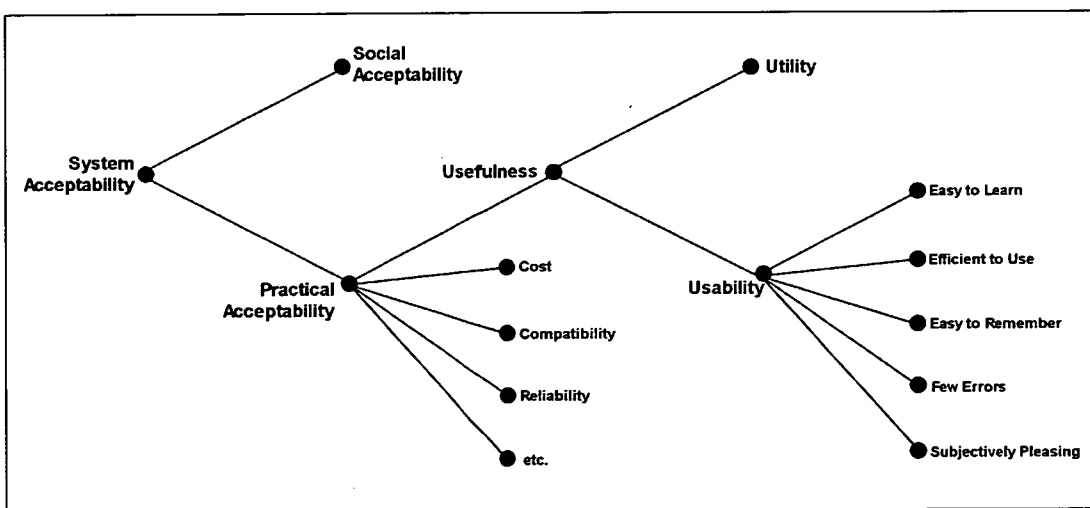 Social
Acceptability
Utility
System
Acceptability
Usefulness
Easy to Learn
Efficient to Use
Cost
Practical
Acceptability
Usability
Easy to Remember
Compatibility
Few Errors
Reliability
Subjectively Pleasing
etc.